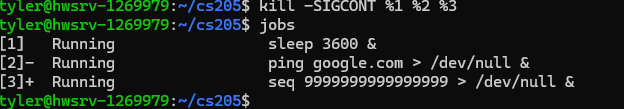 tyler@hwsrv-1269979:~/cs205$ kill -SIGCONT %1 %2 %3
tyler@hwsrv-1269979:~/cs205$ jobs
[1]   Running                 sleep 3600 &
[2]-  Running                 ping google.com > /dev/null &
[3]+  Running                 seq 9999999999999999 > /dev/null &
tyler@hwsrv-1269979:~/cs205$